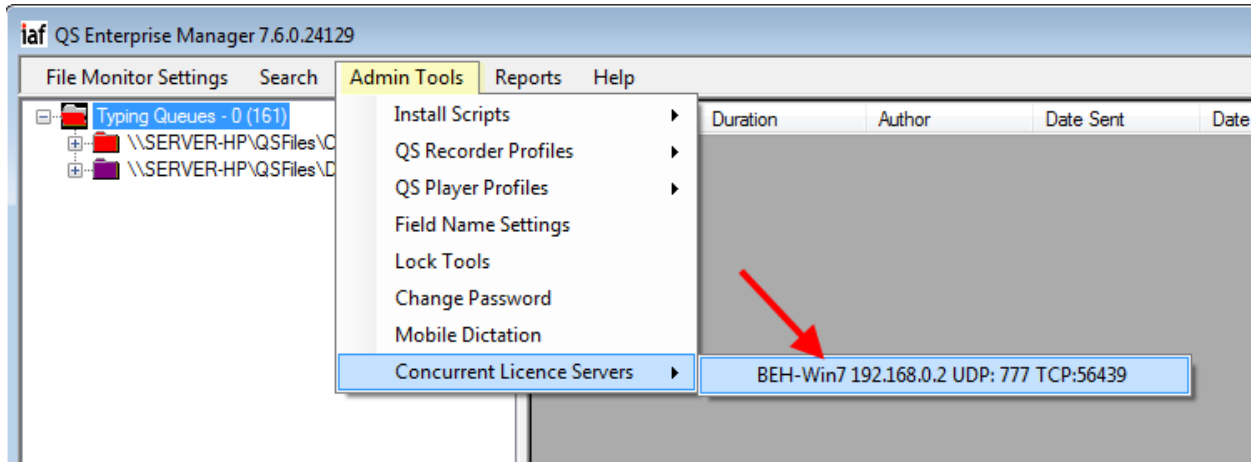 iaf QS Enterprise Manager 7.6.0.24129
File Monitor Settings Search Admin Tools Reports Help
Typing Queues - 0 (161)
\\SERVER-HP\QSFiles\C
\\SERVER-HP\QSFiles\D
Install Scripts
QS Recorder Profiles
QS Player Profiles
Field Name Settings
Lock Tools
Change Password
Mobile Dictation
Concurrent Licence Servers
BEH-Win7 192.168.0.2 UDP: 777 TCP:56439
Duration Author Date Sent Date